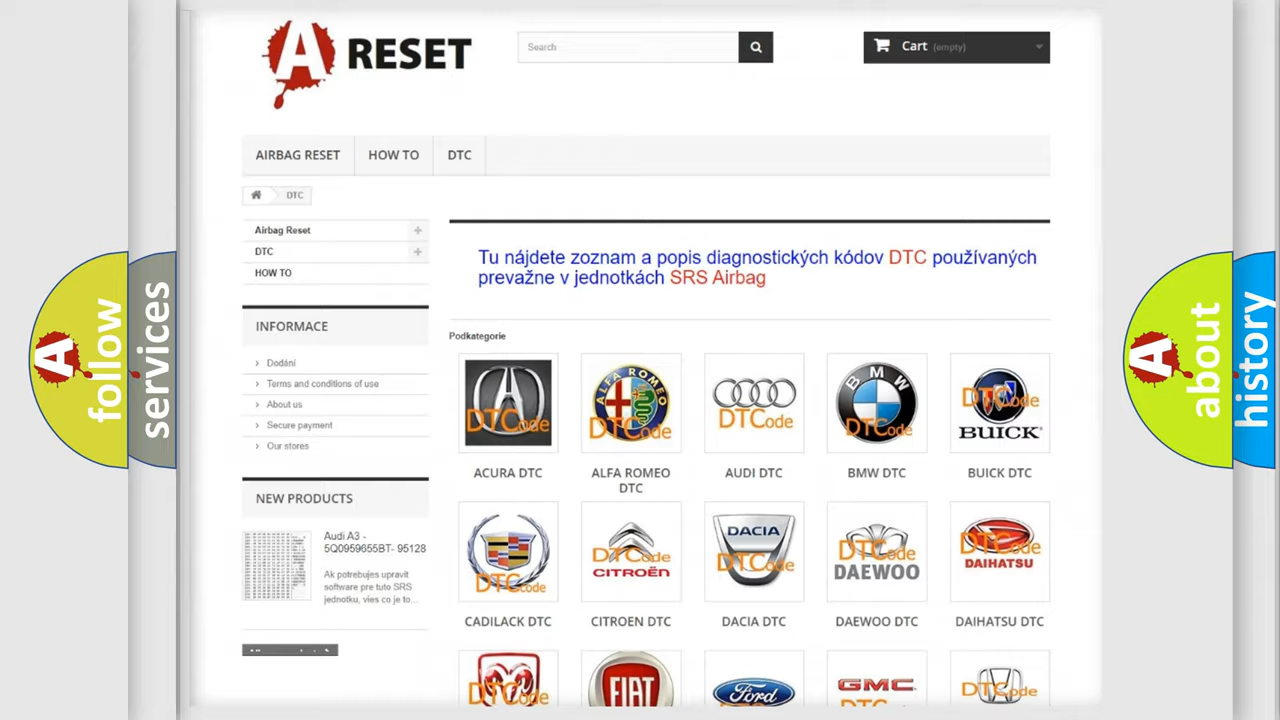 A RESET
Search
Cart (empty)
AIRBAG RESET
HOW TO
DTC
DTC
Airbag Reset
DTC
HOW TO
INFORMACE
Dodání
Terms and conditions of use
About us
Secure payment
Our stores
NEW PRODUCTS
Audi A3 -
5Q0959655BT- 95128
Ak potrebujes upravit
software pre tuto SRS
jednotku, vies co je to...
Tu nájdete zoznam a popis diagnostických kódov DTC používaných
prevažne v jednotkách SRS Airbag
Podkategorie
DTCode
ALFA ROMEO
DTCode
DTCode
BMW
DTCode
DTCode
BUICK
ACURA DTC
ALFA ROMEO
DTC
AUDI DTC
BMW DTC
BUICK DTC
DTCode
DTCode
CITROËN
DACIA
DTCode
DTCode
DAEWOO
DTCode
DAIHATSU
CADILACK DTC
CITROEN DTC
DACIA DTC
DAEWOO DTC
DAIHATSU DTC
DTCode
FIAT
Ford
GMC
DTCode
A follow
services
A about
history